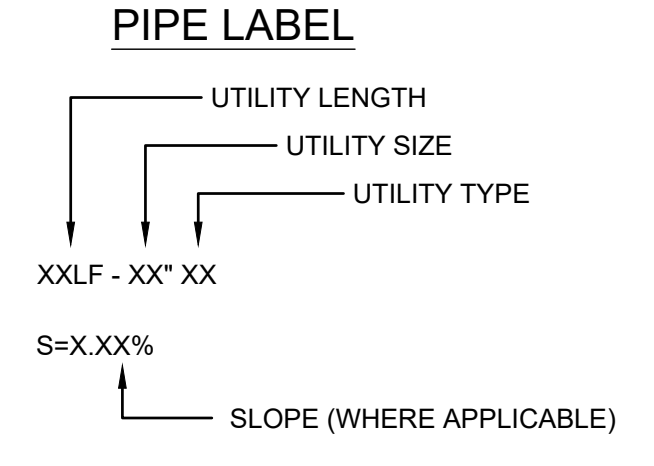 PIPE LABEL
UTILITY LENGTH
UTILITY SIZE
UTILITY TYPE
XXLF - XX" XX
S=X.XX%
SLOPE (WHERE APPLICABLE)